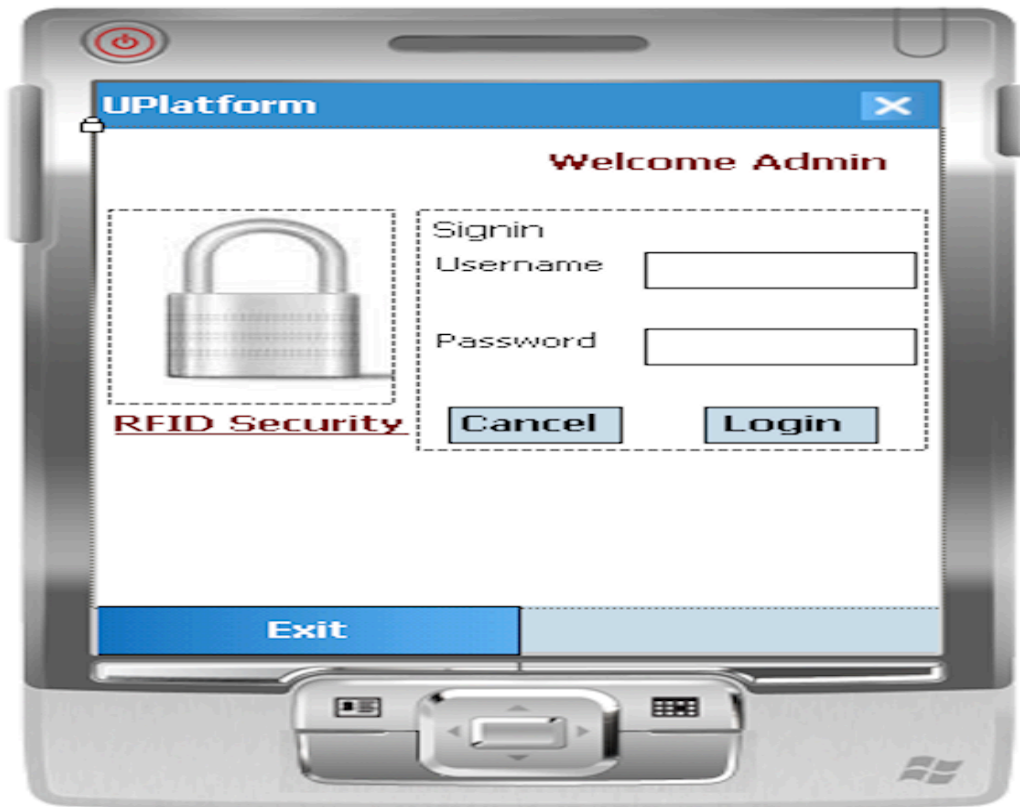 UPlatform
Welcome Admin
Signin
Username
Password
RFID Security
Cancel Login
Exit